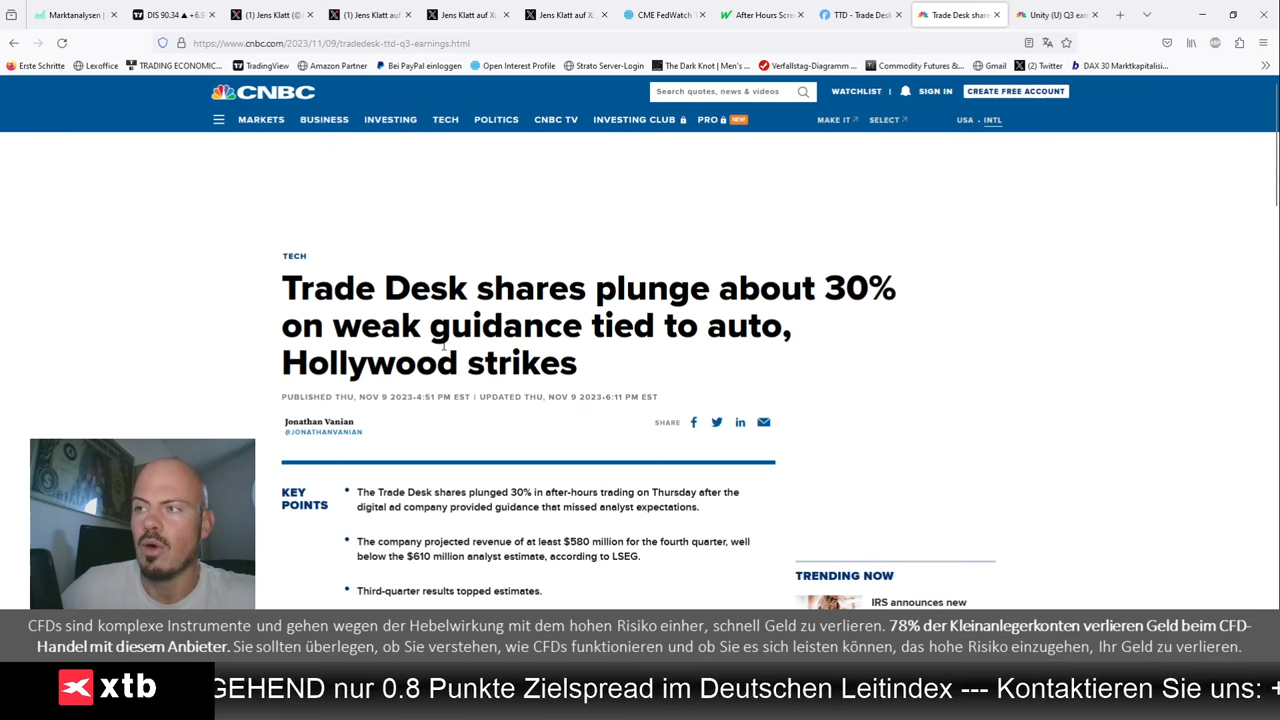 Marktanalysen |
DIS 90.34 ▲ +6.9
(1) Jens Klatt (@
(1) Jens Klatt auf
Jens Klatt auf X:
Jens Klatt auf X:
CME FedWatch T
After Hours Scre
TTD - Trade Desk
Trade Desk share
Unity (U) Q3 earn
https://www.cnbc.com/2023/11/09/tradedesk-ttd-q3-earnings.html
Erste Schritte
Lexoffice
TRADING ECONOMIC...
TradingView
Amazon Partner
Bei PayPal einloggen
Open Interest Profile
Strato Server-Login
The Dark Knot | Men's ...
Verfallstag-Diagramm ...
Commodity Futures &...
Gmail
(2) Twitter
DAX 30 Marktkapitalisi...
CNBC
Search quotes, news & videos
WATCHLIST |
SIGN IN
CREATE FREE ACCOUNT
MARKETS BUSINESS INVESTING TECH POLITICS CNBC TV INVESTING CLUB PRO NEW
MAKE IT SELECT USA • INTL
TECH
Trade Desk shares plunge about 30%
on weak guidance tied to auto,
Hollywood strikes
PUBLISHED THU, NOV 9 2023•4:51 PM EST | UPDATED THU, NOV 9 2023•6:11 PM EST
Jonathan Vanian
@JONATHANVANIAN
SHARE
KEY
POINTS
• The Trade Desk shares plunged 30% in after-hours trading on Thursday after the
digital ad company provided guidance that missed analyst expectations.
• The company projected revenue of at least $580 million for the fourth quarter, well
below the $610 million analyst estimate, according to LSEG.
• Third-quarter results topped estimates.
TRENDING NOW
IRS announces new
CFDs sind komplexe Instrumente und gehen wegen der Hebelwirkung mit dem hohen Risiko einher, schnell Geld zu verlieren. 78% der Kleinanlegerkonten verlieren Geld beim CFD-
Handel mit diesem Anbieter. Sie sollten überlegen, ob Sie verstehen, wie CFDs funktionieren und ob Sie es sich leisten können, das hohe Risiko einzugehen, Ihr Geld zu verlieren.
xtb
GEHEND nur 0.8 Punkte Zielspread im Deutschen Leitindex --- Kontaktieren Sie uns: +